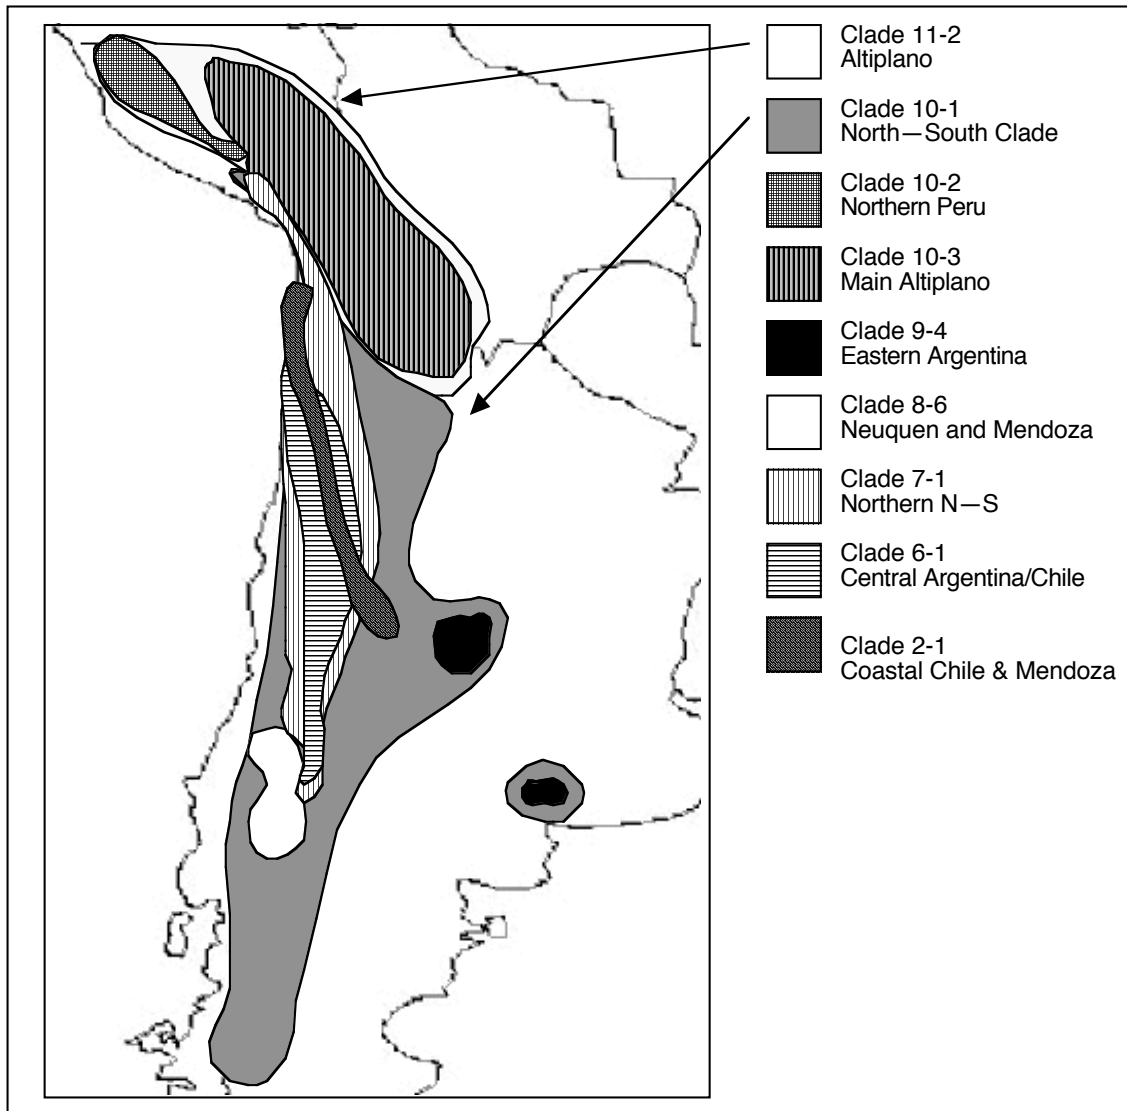 Clade 11-2
Altiplano
Clade 10-1
North—South Clade
Clade 10-2
Northern Peru
Clade 10-3
Main Altiplano
Clade 9-4
Eastern Argentina
Clade 8-6
Neuquen and Mendoza
Clade 7-1
Northern N—S
Clade 6-1
Central Argentina/Chile
Clade 2-1
Coastal Chile & Mendoza